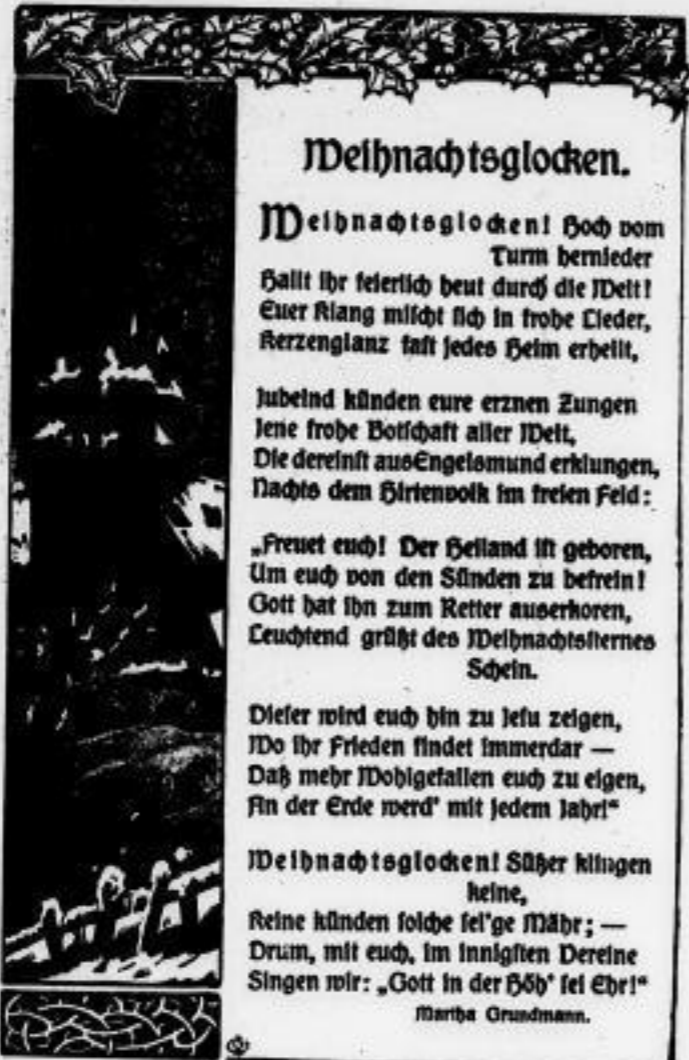 Weihnachtsglocken.
Weihnachtsglocken! Hoch vom
Turm hernieder
Hallt ihr feierlich heut durch die Welt!
Euer Klang mischt sich in frohe Lieder,
Kerzenglanz fast jedes Heim erhellt,
Jubelnd künden eure erznen Zungen
Jene frohe Botschaft aller Welt,
Die dereinst aus Engelsmund erklungen,
Nachts dem Hirtenvolk im freien Feld:
„Freuet euch! Der Heiland ist geboren,
Um euch von den Sünden zu befrein!
Gott hat ihn zum Retter auserkoren,
Leuchtend grüßt des Weihnachtssternes
Schein.
Dieser wird euch hin zu Jesu zeigen,
Wo ihr Frieden findet immerdar —
Daß mehr Wohlgefallen euch zu eigen,
An der Erde werd' mit jedem Jahr!“
Weihnachtsglocken! Süßer klingen
keine,
Keine künden solche sel'ge Mähr; —
Drum, mit euch, im innigsten Vereine
Singen wir: „Gott in der Höh' sei Ehr!“
Martha Grundmann.